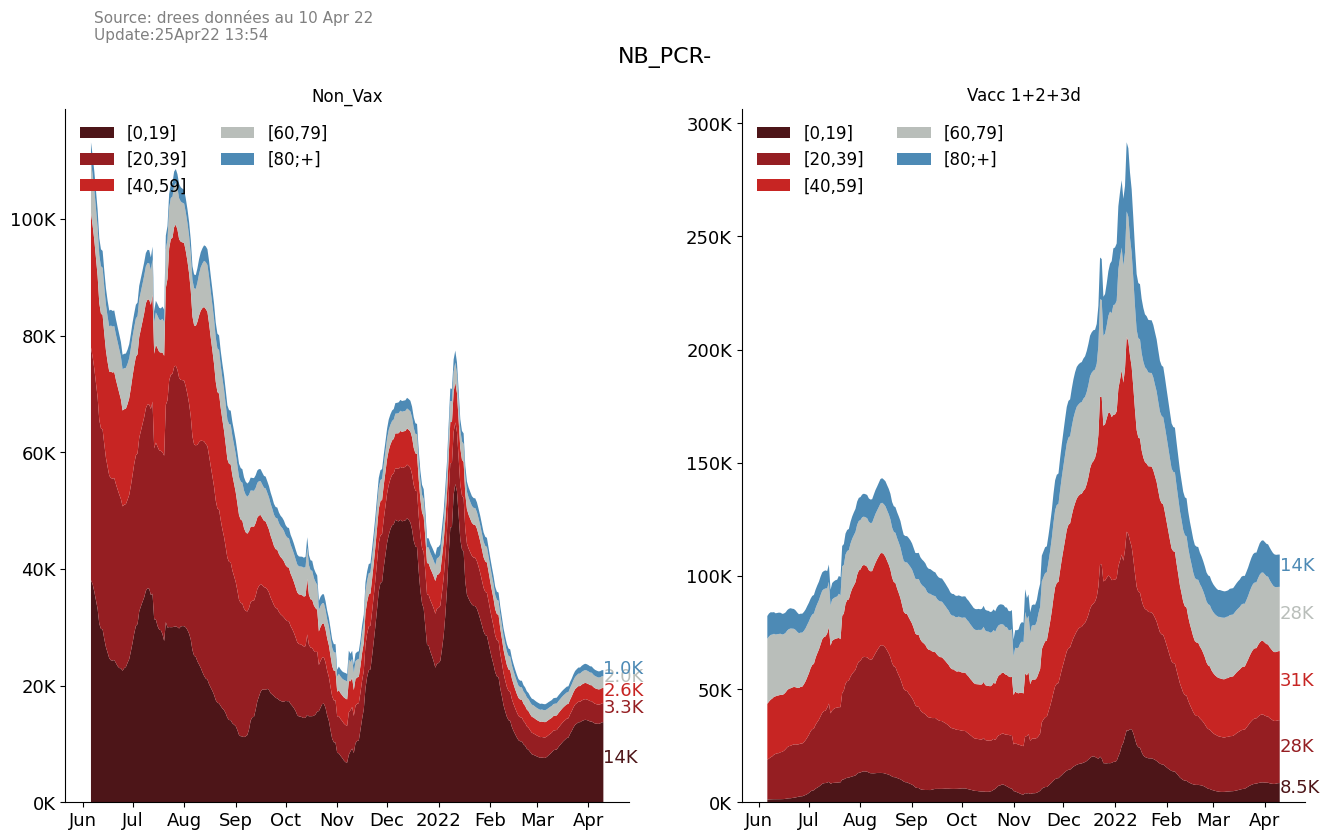 Source: drees données au 10 Apr 22
Update:25Apr22 13:54
NB_PCR-
Non_Vax
[0,19] [60,79]
[20,39] [80;+]
[40,59]
100K
80K
60K
40K
20K
0K
1.0K
2.0K
2.6K
3.3K
14K
Jun Jul Aug Sep Oct Nov Dec 2022 Feb Mar Apr
Vacc 1+2+3d
[0,19] [60,79]
[20,39] [80;+]
[40,59]
300K
250K
200K
150K
100K
50K
0K
14K
28K
31K
28K
8.5K
Jun Jul Aug Sep Oct Nov Dec 2022 Feb Mar Apr